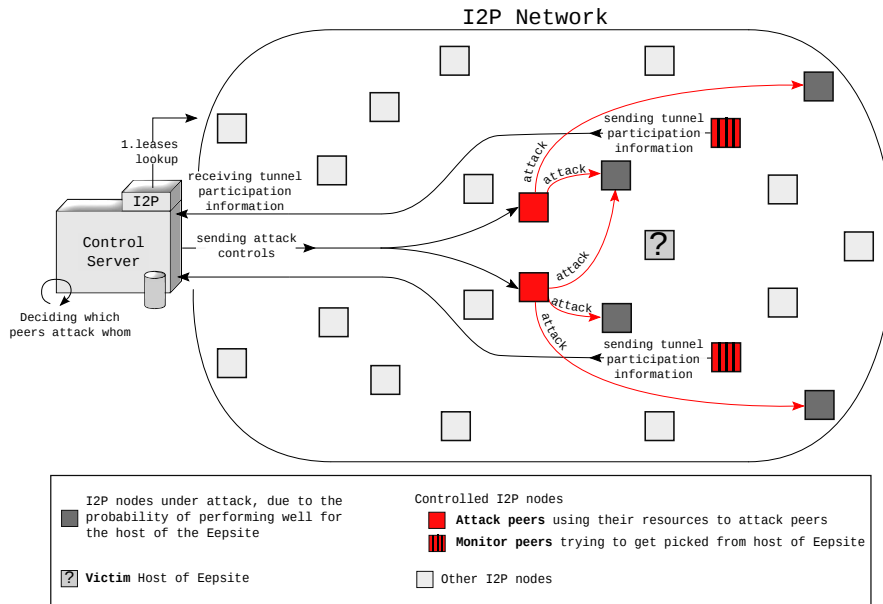 I2P Network
1.leases
lookup
sending tunnel
participation
information
attack
attack
receiving tunnel
participation
information
I2P
Control
Server
sending attack
controls
?
attack
attack
attack
Deciding which
peers attack whom
sending tunnel
participation
information
I2P nodes under attack, due to the
probability of performing well for
the host of the Eepsite
? Victim Host of Eepsite
Controlled I2P nodes
Attack peers using their resources to attack peers
Monitor peers trying to get picked from host of Eepsite
Other I2P nodes